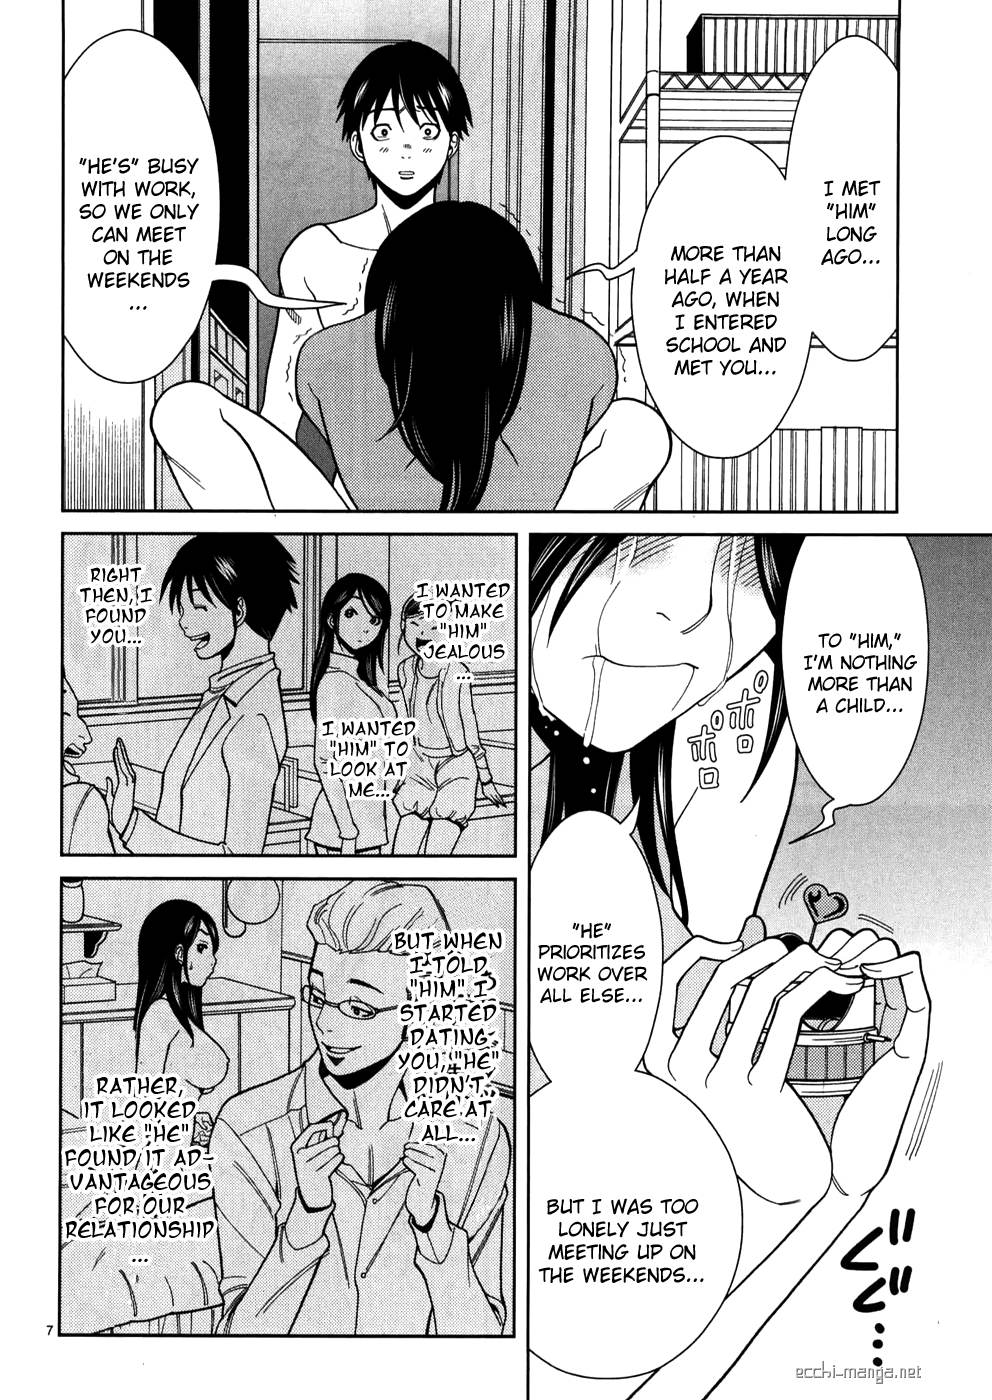 I MET
"HIM"
LONG
AGO...
MORE THAN
HALF A YEAR
AGO, WHEN
I ENTERED
SCHOOL AND
MET YOU...
"HE'S" BUSY
WITH WORK,
SO WE ONLY
CAN MEET
ON THE
WEEKENDS
...
TO "HIM,"
I'M NOTHING
MORE THAN
A CHILD...
ポロ
ポロ
"HE"
PRIORITIZES
WORK OVER
ALL ELSE...
BUT I WAS TOO
LONELY JUST
MEETING UP ON
THE WEEKENDS...
I WANTED
TO MAKE
"HIM"
JEALOUS
...
I WANTED
"HIM" TO
LOOK AT
ME...
RIGHT
THEN, I
FOUND
YOU...
BUT WHEN
I TOLD
"HIM" I
STARTED
DATING
YOU, "HE"
DIDN'T
CARE AT
ALL...
RATHER,
IT LOOKED
LIKE "HE"
FOUND IT AD-
VANTAGEOUS
FOR OUR
RELATIONSHIP
...
7
ecchi-manga.net